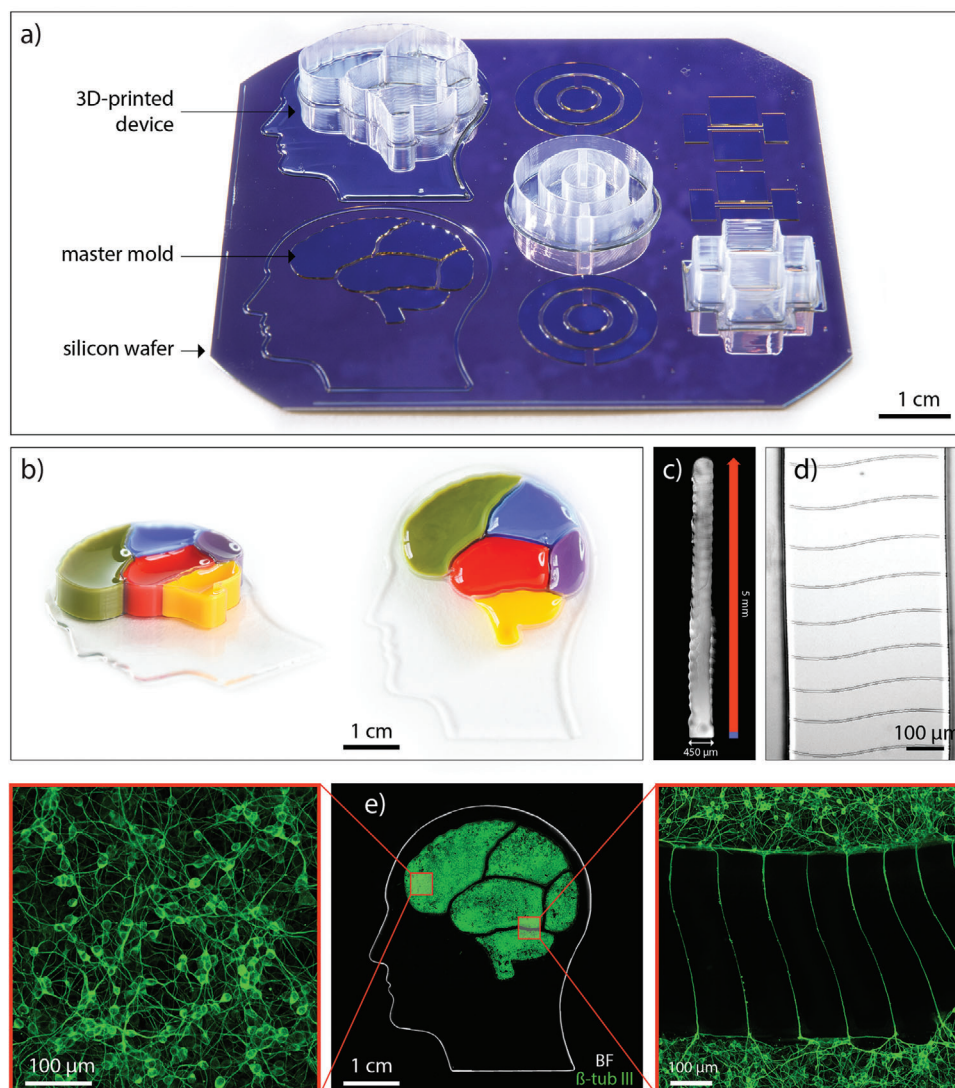 a)
3D-printed
device
master mold
silicon wafer
1 cm
b)
1 cm
c)
5 mm
450 µm
d)
100 µm
100 µm
e)
1 cm
BF
ß-tub III
100 µm